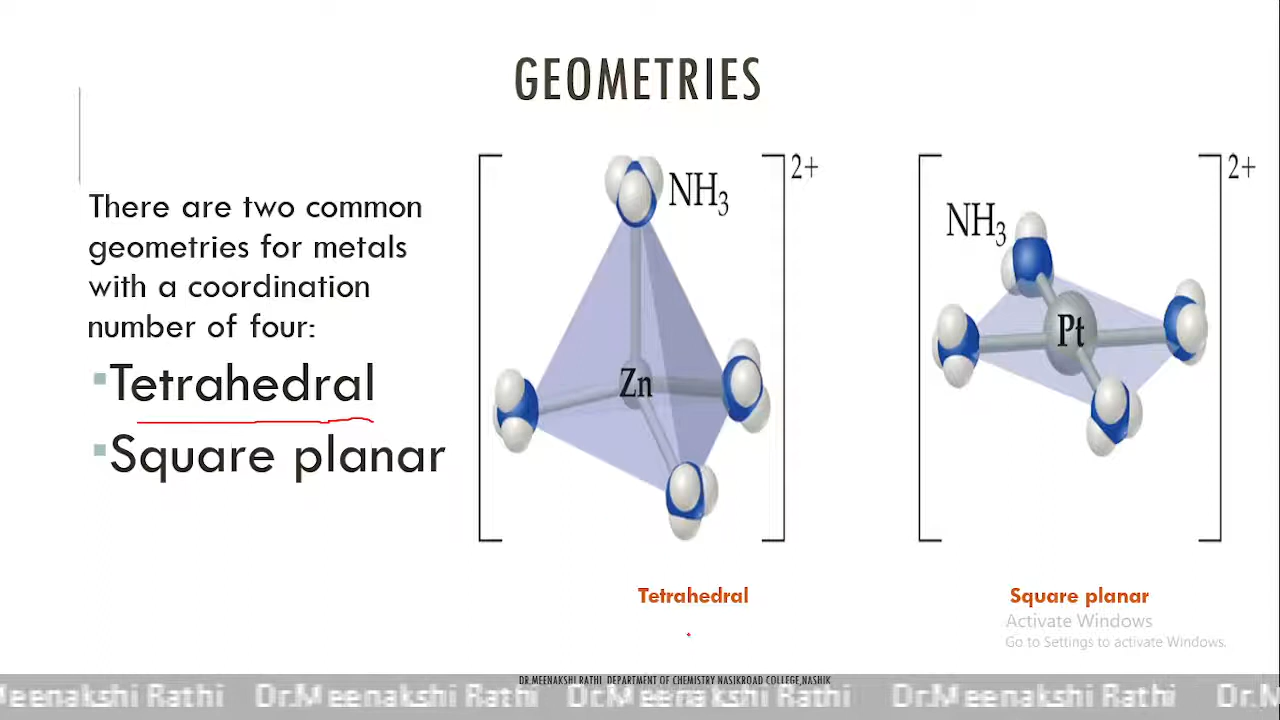 GEOMETRIES
There are two common
geometries for metals
with a coordination
number of four:
Tetrahedral
Square planar
NH3
2+
Zn
Tetrahedral
NH3
2+
Pt
Square planar
Activate Windows
Go to Settings to activate Windows.
DR.MEENAKSHI RATHI, DEPARTMENT OF CHEMISTRY NASIKROAD COLLEGE,NASHIK
Meenakshi Rathi Dr.Meenakshi Rathi Dr.Meenakshi Rathi Dr.Meenakshi Rathi Dr.M